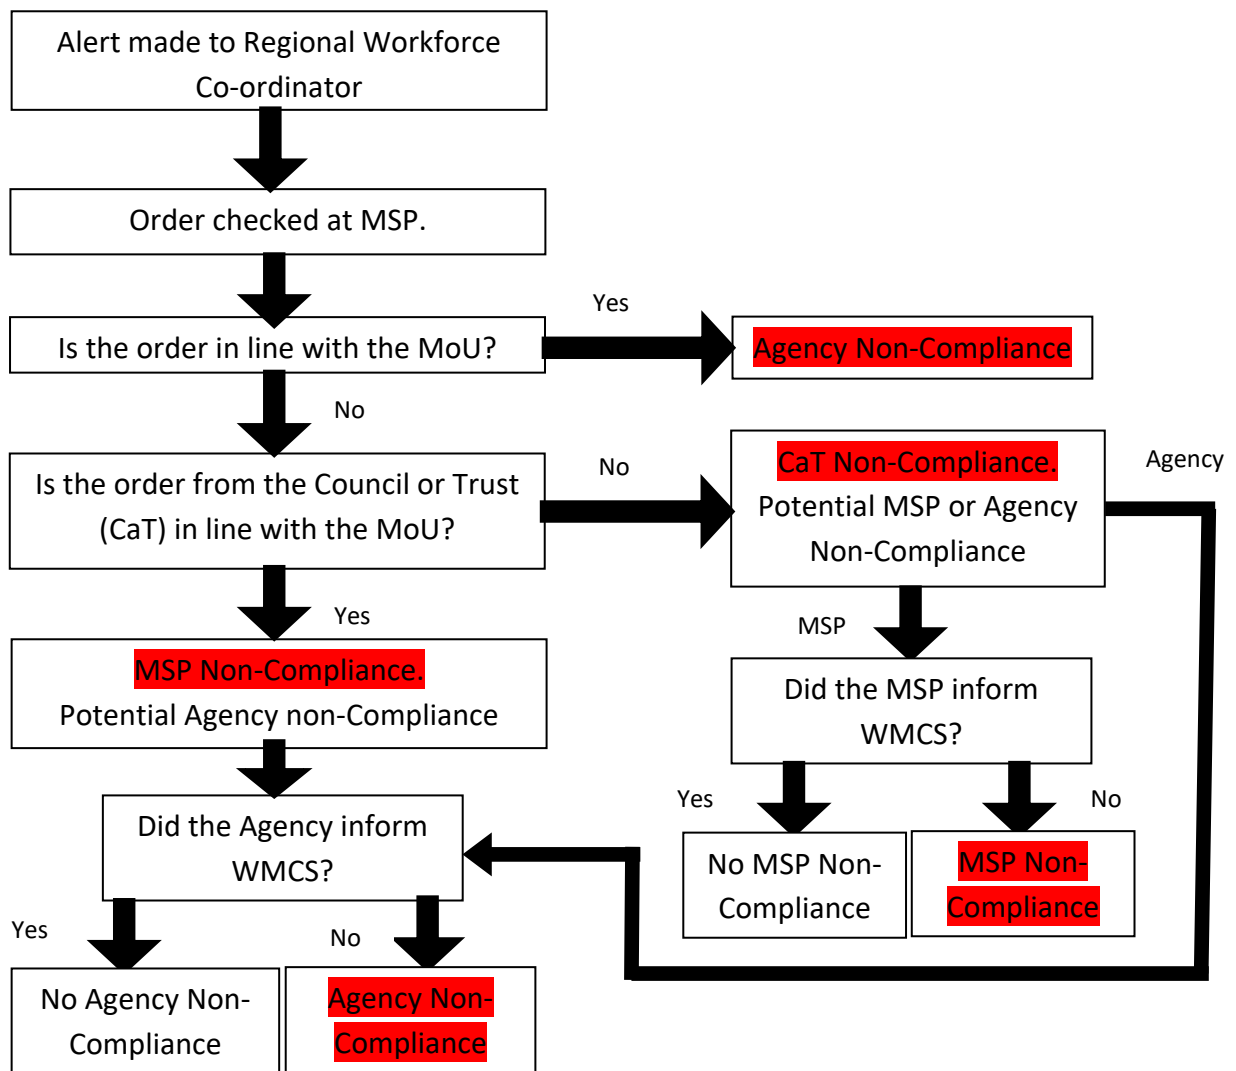 Alert made to Regional Workforce
Co-ordinator
Order checked at MSP.
Yes
Is the order in line with the MoU?
Agency Non-Compliance
No
Is the order from the Council or Trust
(CaT) in line with the MoU?
No
CaT Non-Compliance.
Potential MSP or Agency
Non-Compliance
Agency
Yes
MSP
MSP Non-Compliance.
Potential Agency non-Compliance
Did the MSP inform
WMCS?
Yes
No
Did the Agency inform
WMCS?
No MSP Non-
Compliance
MSP Non-
Compliance
Yes
No
No Agency Non-
Compliance
Agency Non-
Compliance